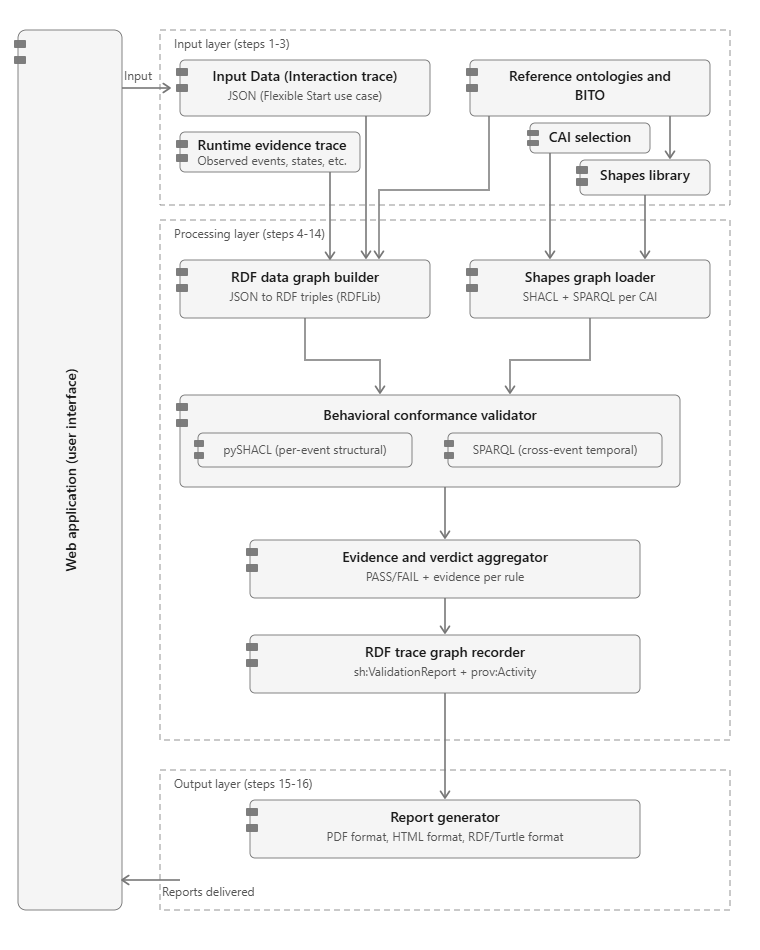 Web application (user interface)
Input
Input layer (steps 1-3)
Input Data (Interaction trace)
JSON (Flexible Start use case)
Reference ontologies and
BITO
Runtime evidence trace
Observed events, states, etc.
CAI selection
Shapes library
Processing layer (steps 4-14)
RDF data graph builder
JSON to RDF triples (RDFLib)
Shapes graph loader
SHACL + SPARQL per CAI
Behavioral conformance validator
pySHACL (per-event structural)
SPARQL (cross-event temporal)
Evidence and verdict aggregator
PASS/FAIL + evidence per rule
RDF trace graph recorder
sh:ValidationReport + prov:Activity
Output layer (steps 15-16)
Report generator
PDF format, HTML format, RDF/Turtle format
Reports delivered